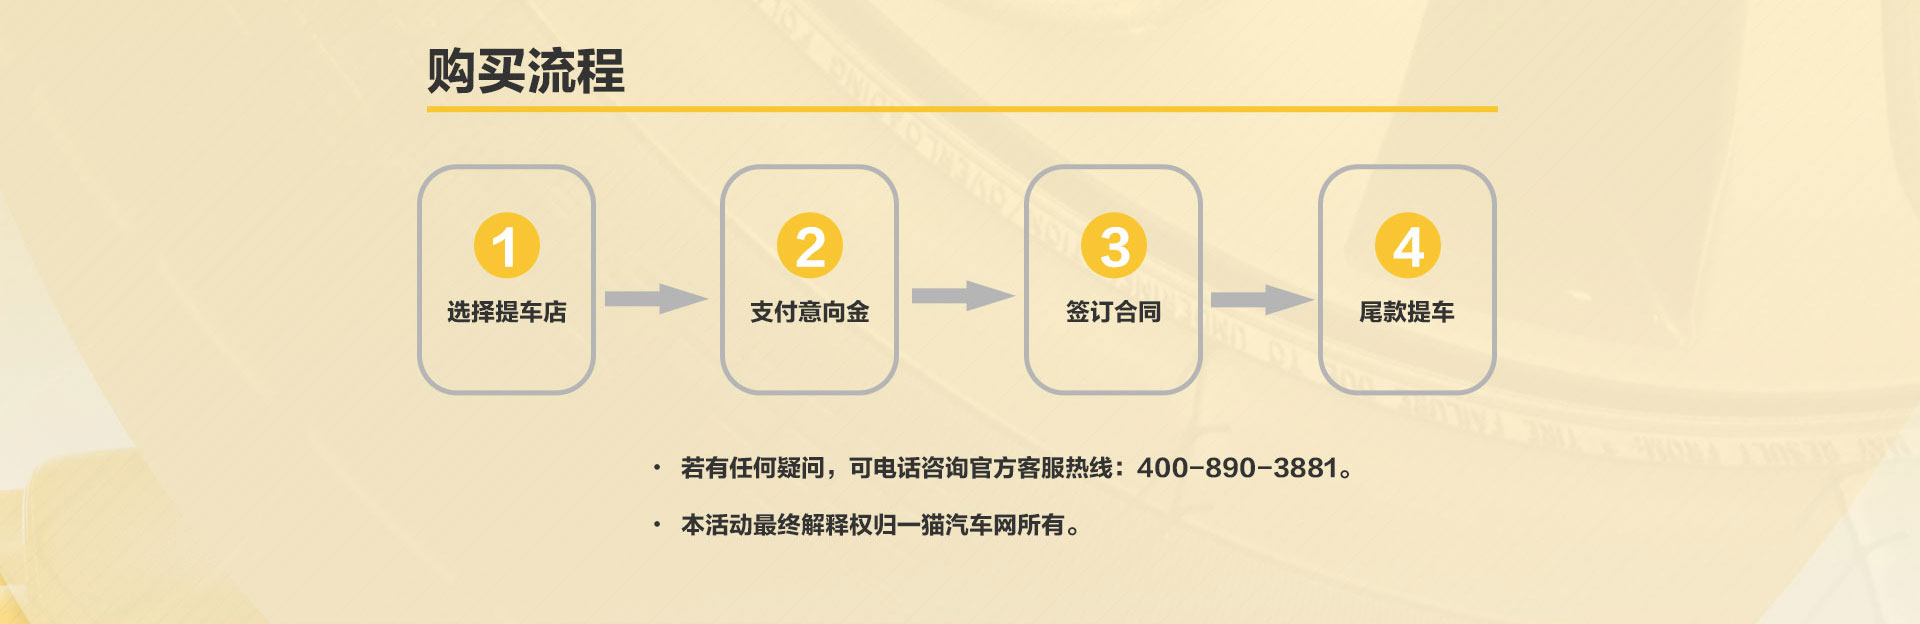 购买流程
1
选择提车店
2
支付意向金
3
签订合同
4
尾款提车
· 若有任何疑问，可电话咨询官方客服热线：400-890-3881。
· 本活动最终解释权归一猫汽车网所有。